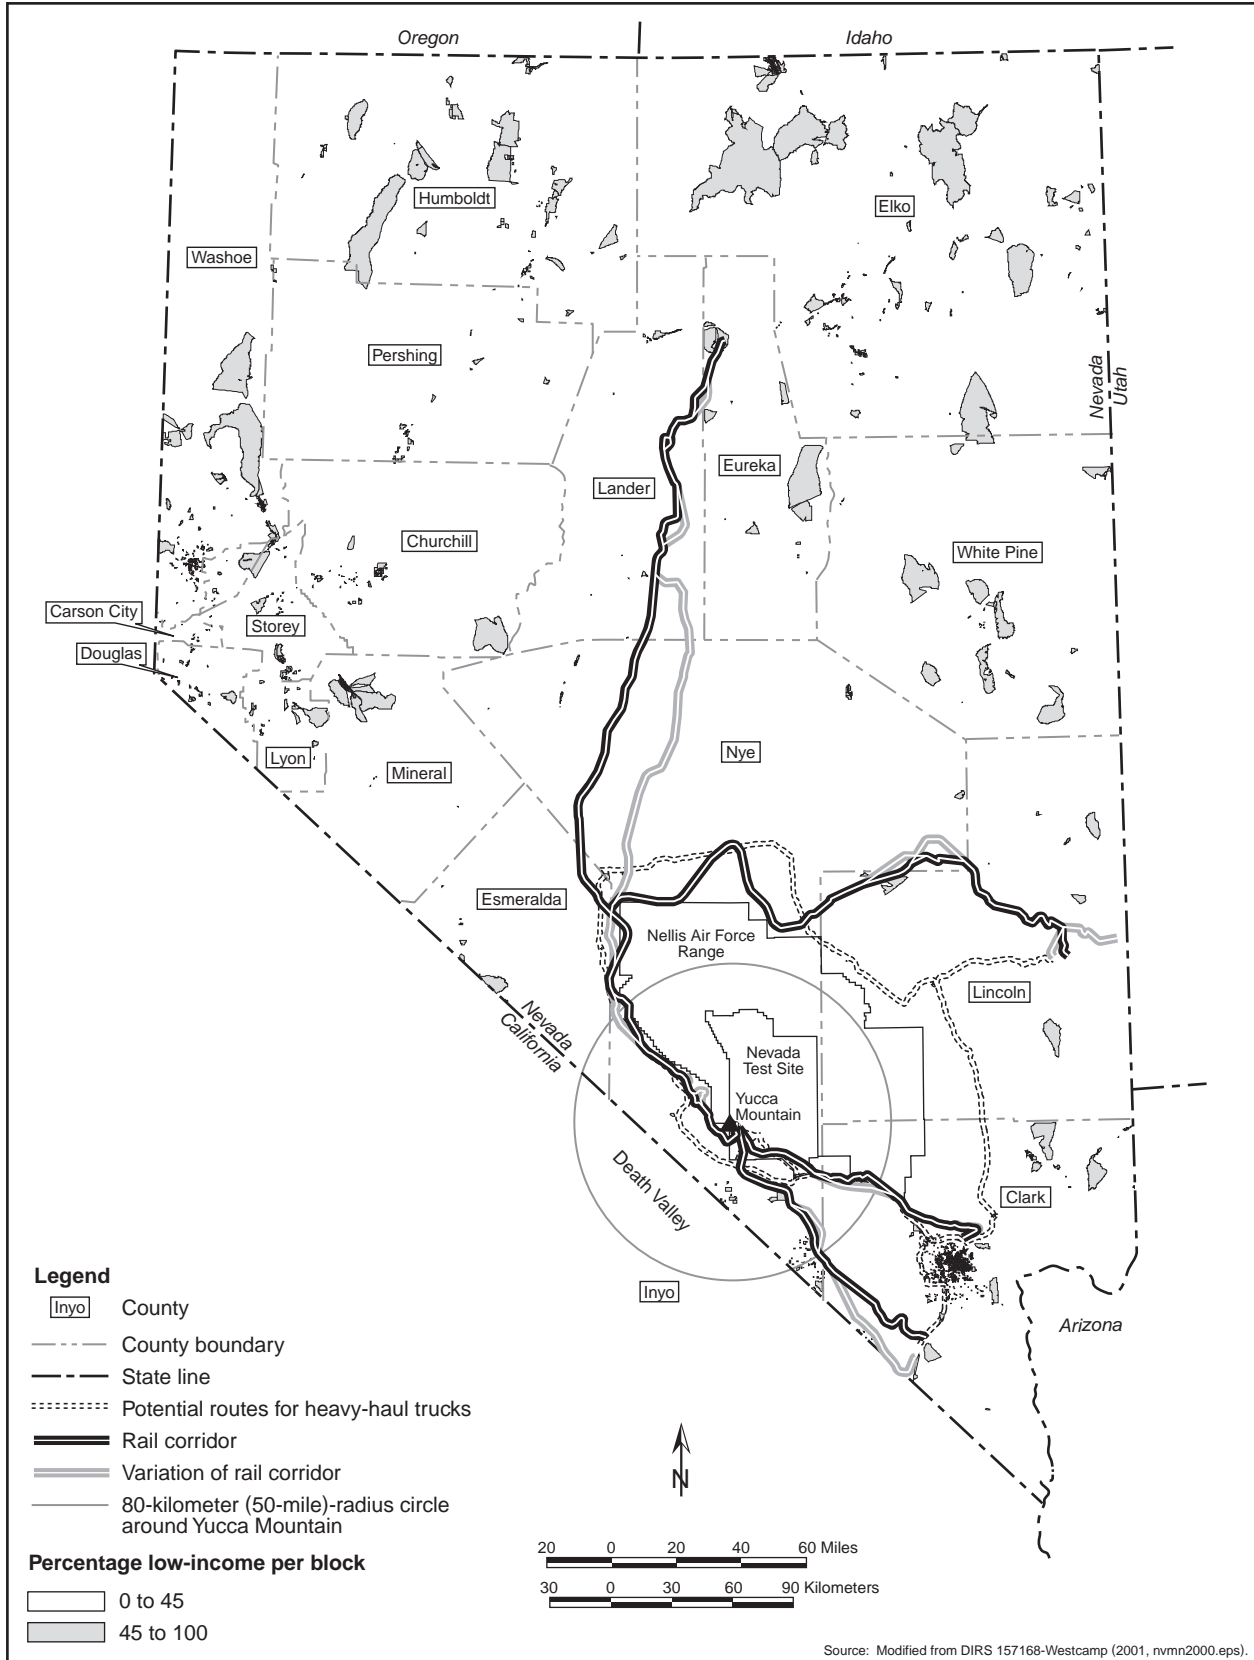 Oregon
Idaho
Humboldt
Elko
Washoe
Pershing
Nevada
Utah
Eureka
Lander
Churchill
White Pine
Carson City
Storey
Douglas
Nye
Lyon
Mineral
Esmeralda
Nellis Air Force
Range
Lincoln
Nevada
California
Nevada
Test Site
Yucca
Mountain
Death Valley
Clark
Inyo
Arizona
Legend
Inyo County
County boundary
State line
Potential routes for heavy-haul trucks
Rail corridor
Variation of rail corridor
80-kilometer (50-mile)-radius circle
around Yucca Mountain
Percentage low-income per block
0 to 45
45 to 100
N
20 0 20 40 60 Miles
30 0 30 60 90 Kilometers
Source: Modified from DIRS 157168-Westcamp (2001, nvmn2000.eps).